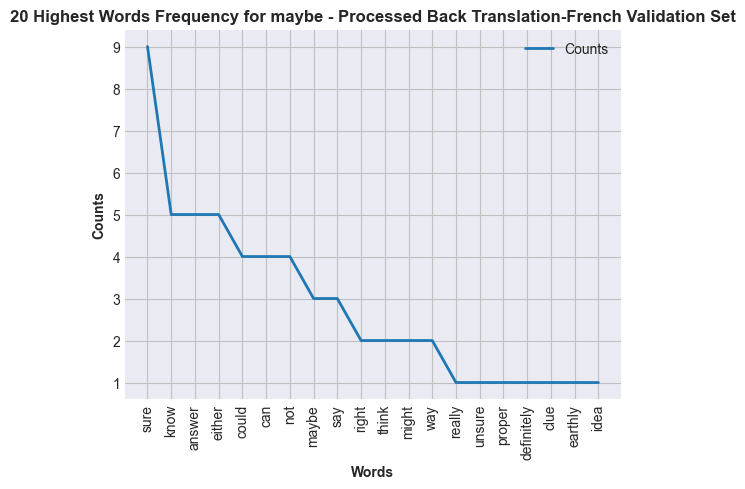 20 Highest Words Frequency for maybe - Processed Back Translation-French Validation Set
Counts
9
8
7
6
5
4
3
2
1
Counts
sure
know
answer
either
could
can
not
maybe
say
right
think
might
way
really
unsure
proper
definitely
clue
earthly
idea
Words